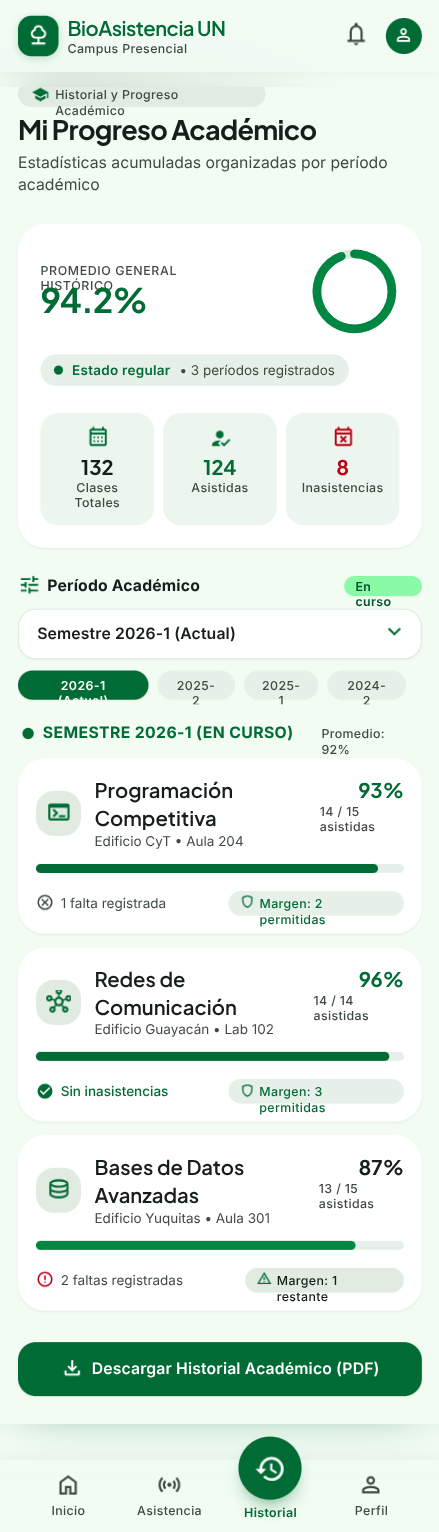 BioAsistencia UN
Campus Presencial
Historial y Progreso
Académico
Mi Progreso Académico
Estadísticas acumuladas organizadas por período
académico
PROMEDIO GENERAL
HISTÓRICO
94.2%
Estado regular • 3 períodos registrados
132
Clases
Totales
124
Asistidas
8
Inasistencias
Período Académico
En
curso
Semestre 2026-1 (Actual)
2026-1
(Actual)
2025-
2
2025-
1
2024-
2
SEMESTRE 2026-1 (EN CURSO)
Promedio:
92%
Programación
Competitiva
Edificio CyT • Aula 204
93%
14 / 15
asistidas
1 falta registrada
Margen: 2
permitidas
Redes de
Comunicación
Edificio Guayacán • Lab 102
96%
14 / 14
asistidas
Sin inasistencias
Margen: 3
permitidas
Bases de Datos
Avanzadas
Edificio Yuquitas • Aula 301
87%
13 / 15
asistidas
2 faltas registradas
Margen: 1
restante
Descargar Historial Académico (PDF)
Inicio
Asistencia
Historial
Perfil